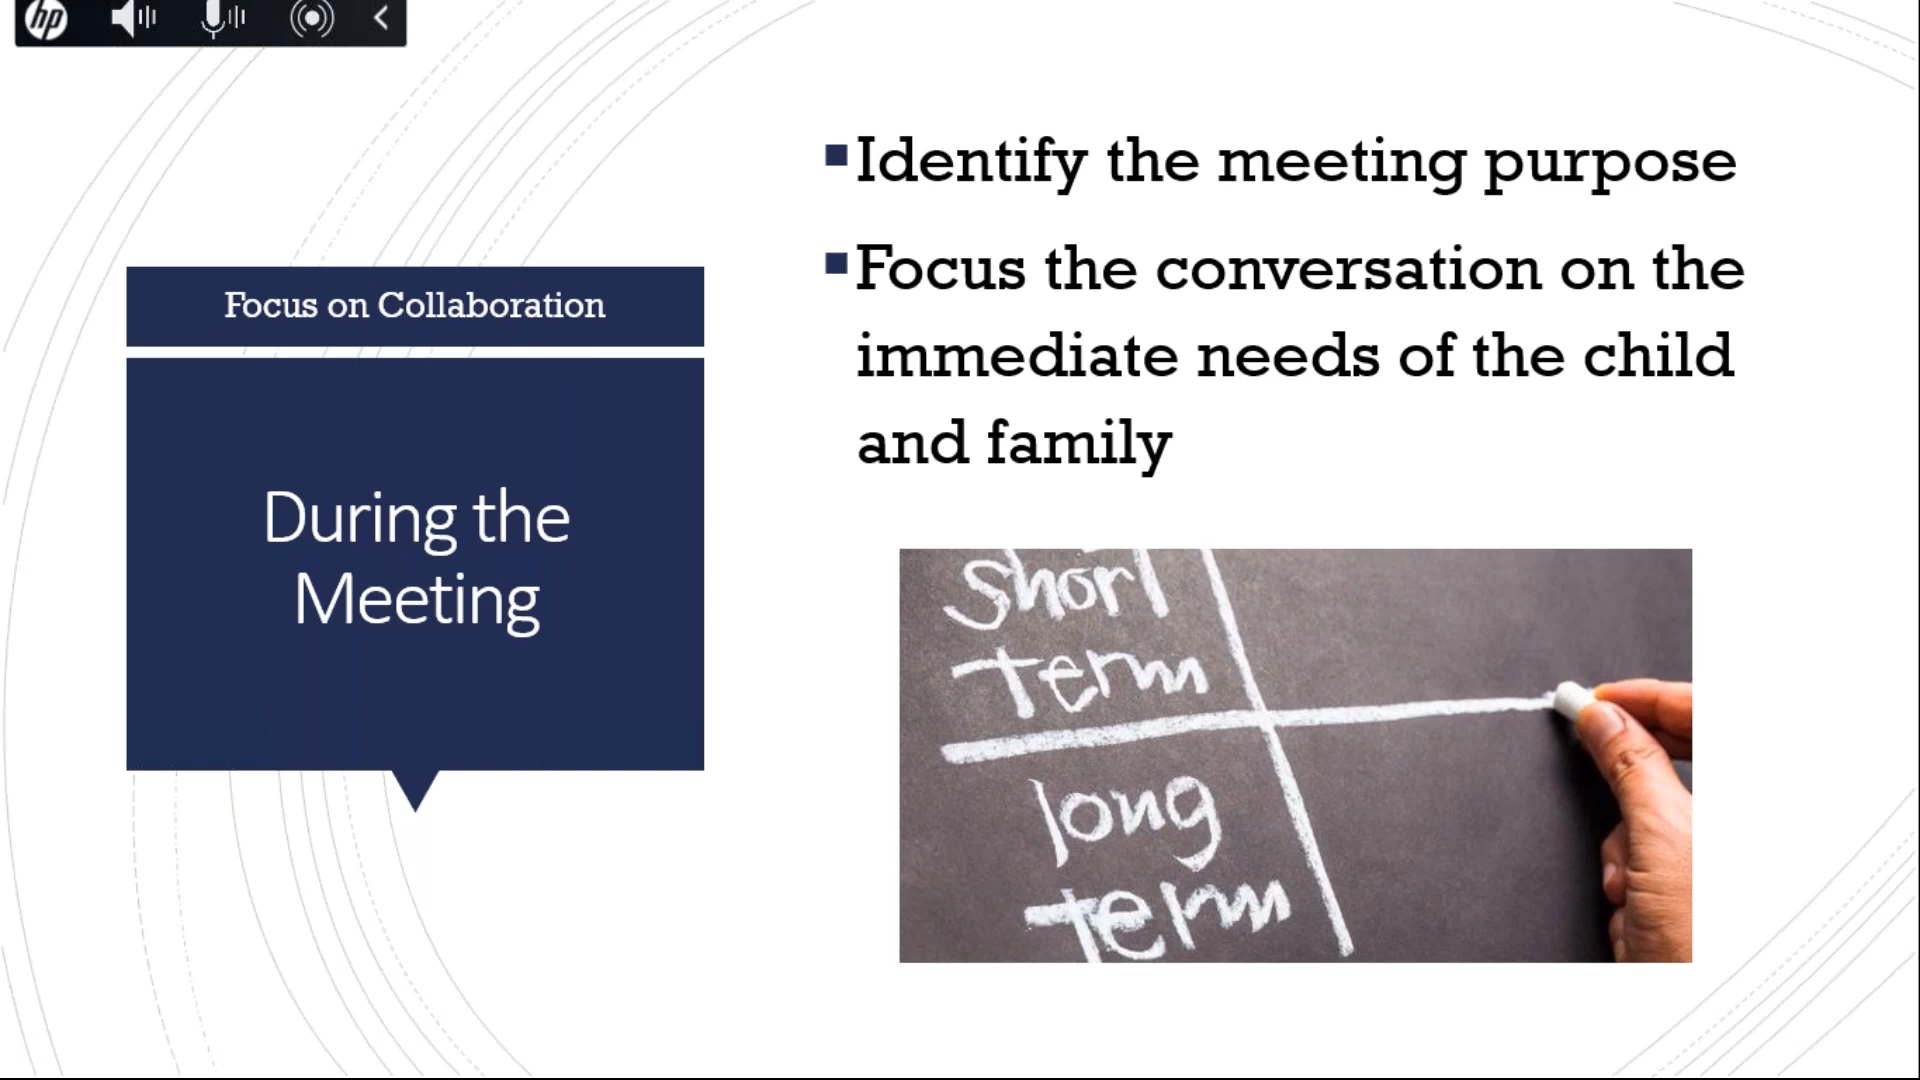 hp
Focus on Collaboration
During the
Meeting
▪Identify the meeting purpose
▪Focus the conversation on the
immediate needs of the child
and family
Short
Term
long
term